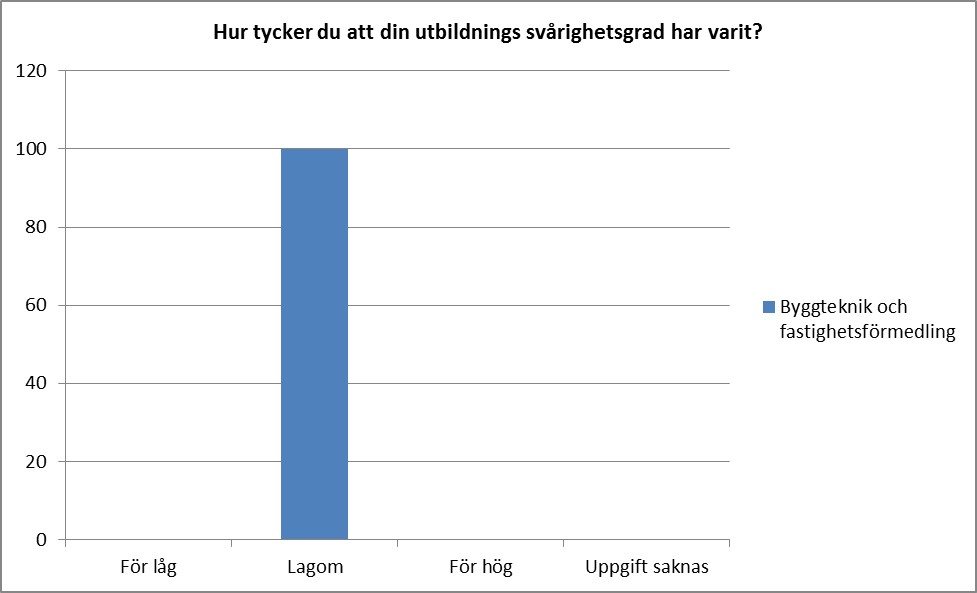 Hur tycker du att din utbildnings svårighetsgrad har varit?
120
100
80
60
40
20
0
För låg
Lagom
För hög
Uppgift saknas
Byggteknik och
fastighetsförmedling